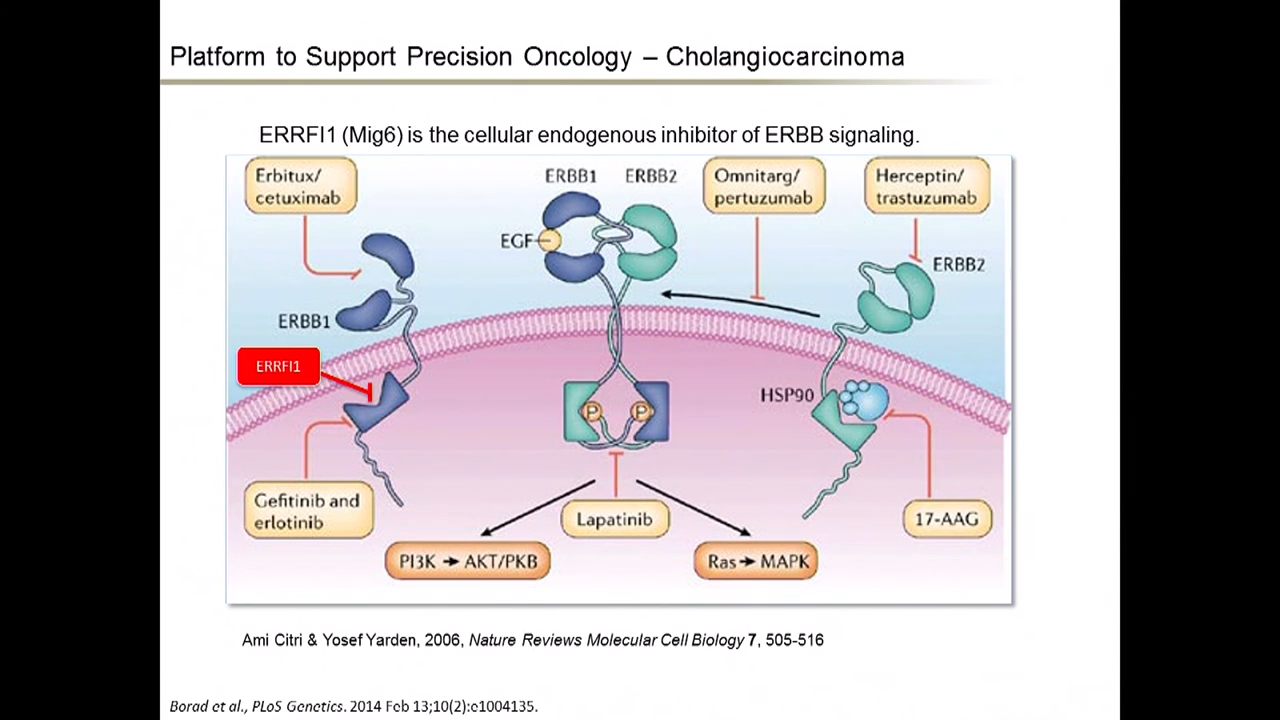 Platform to Support Precision Oncology – Cholangiocarcinoma
ERRFI1 (Mig6) is the cellular endogenous inhibitor of ERBB signaling.
Erbitux/
cetuximab
ERBB1
ERBB2
Omnitarg/
pertuzumab
Herceptin/
trastuzumab
EGF
ERBB2
ERBB1
ERRFI1
HSP90
P
P
Gefitinib and
erlotinib
Lapatinib
17-AAG
PI3K → AKT/PKB
Ras → MAPK
Ami Citri & Yosef Yarden, 2006, Nature Reviews Molecular Cell Biology 7, 505-516
Borad et al., PLoS Genetics. 2014 Feb 13;10(2):e1004135.